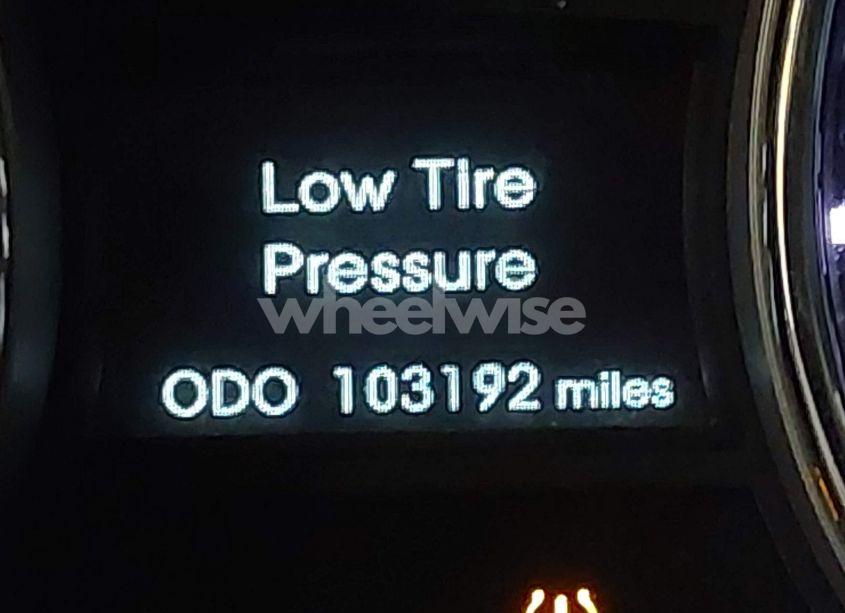 Low Tire
Pressure
wheelwise
ODO 103192 miles